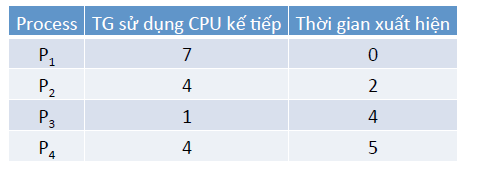 Process TG sử dụng CPU kế tiếp Thời gian xuất hiện
P₁ 7 0
P₂ 4 2
P₃ 1 4
P₄ 4 5